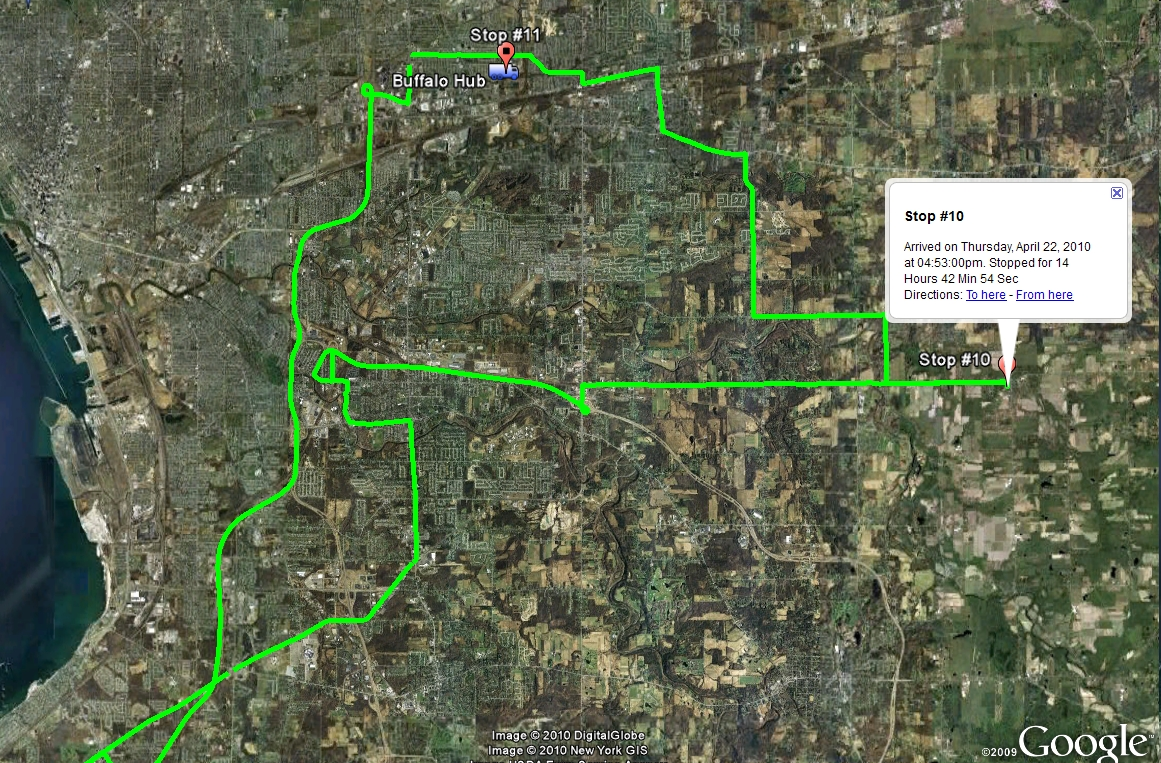 Stop #11
Buffalo Hub
Stop #10
Arrived on Thursday, April 22, 2010
at 04:53:00pm. Stopped for 14
Hours 42 Min 54 Sec
Directions: To here - From here
Stop #10
Image © 2010 DigitalGlobe
Image © 2010 New York GIS
©2009 Google™